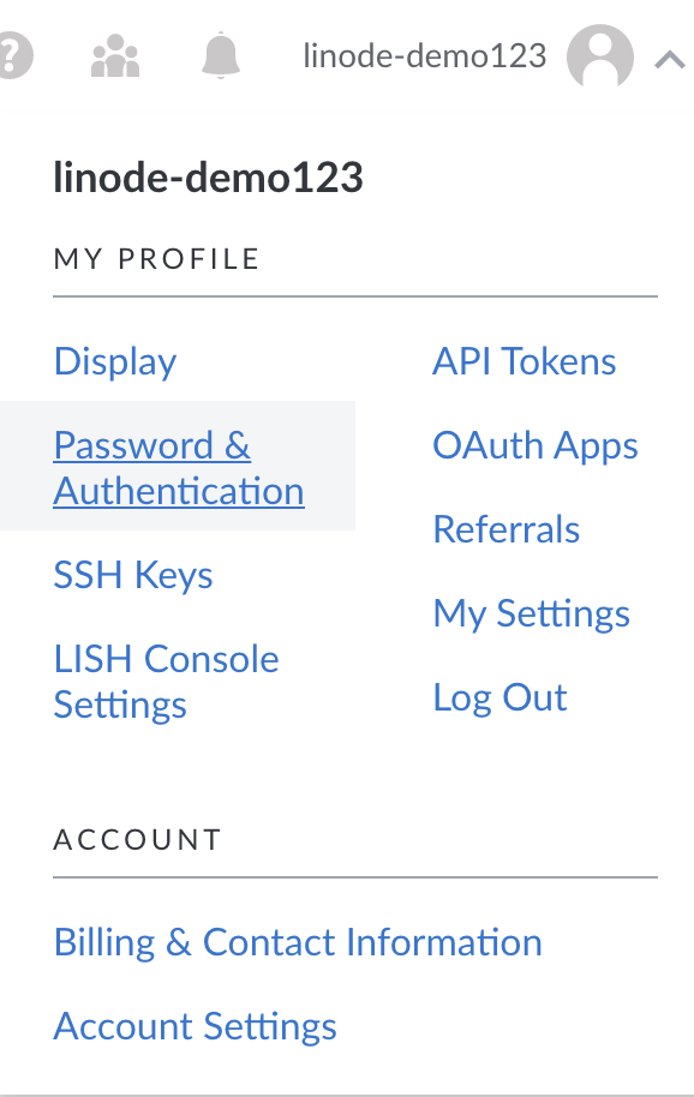 ?
linode-demo123
linode-demo123
MY PROFILE
Display
Password &
Authentication
SSH Keys
LISH Console
Settings
API Tokens
OAuth Apps
Referrals
My Settings
Log Out
ACCOUNT
Billing & Contact Information
Account Settings